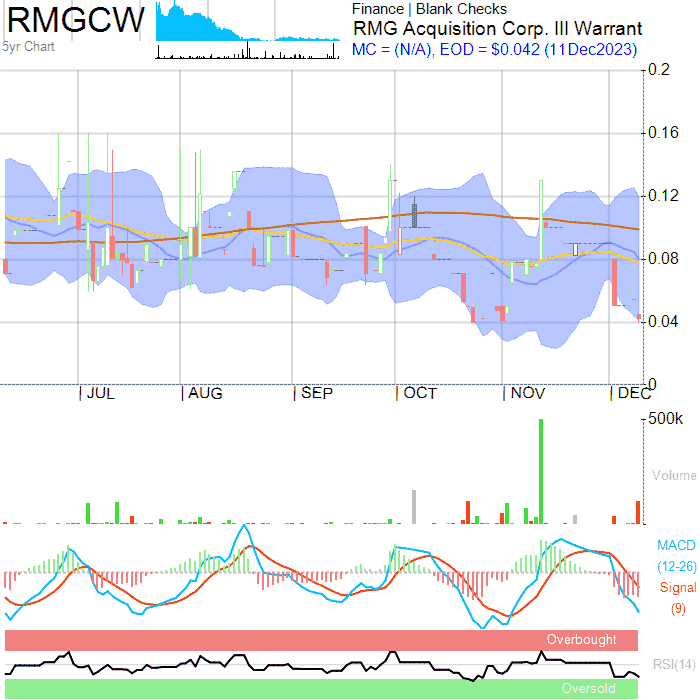 RMGCW
5yr Chart
Finance | Blank Checks
RMG Acquisition Corp. III Warrant
MC = (N/A), EOD = $0.042 (11Dec2023)
0.2
0.16
0.12
0.08
0.04
0
JUL
AUG
SEP
OCT
NOV
DEC
500k
Volume
MACD
(12-26)
Signal
(9)
Overbought
RSI(14)
Oversold